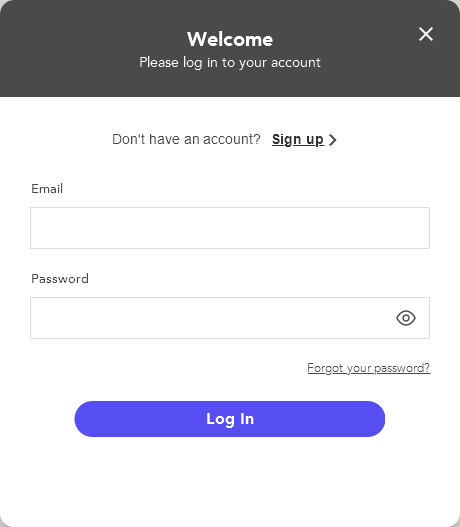 Welcome
Please log in to your account
Don't have an account? Sign up
Email
Password
Forgot your password?
Log In